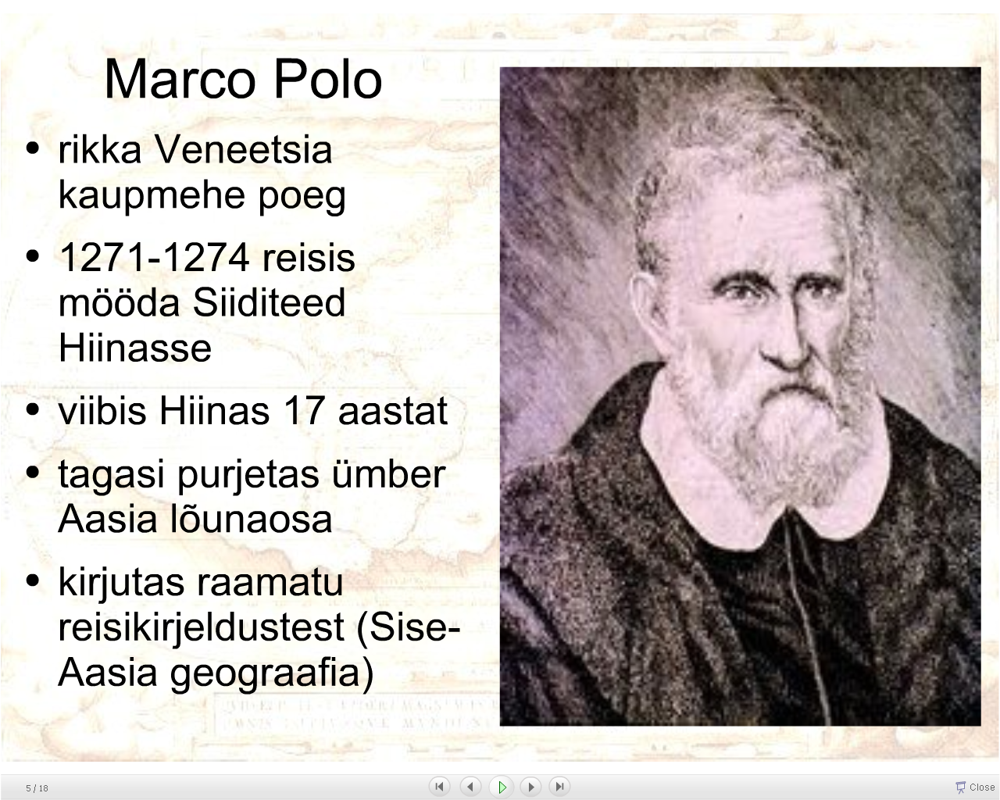 Marco Polo
• rikka Veneetsia
kaupmehe poeg
• 1271-1274 reisis
mööda Siiditeed
Hiinasse
• viibis Hiinas 17 aastat
• tagasi purjetas ümber
Aasia lõunaosa
• kirjutas raamatu
reisikirjeldustest (Sise-
Aasia geograafia)
5 / 18
Close